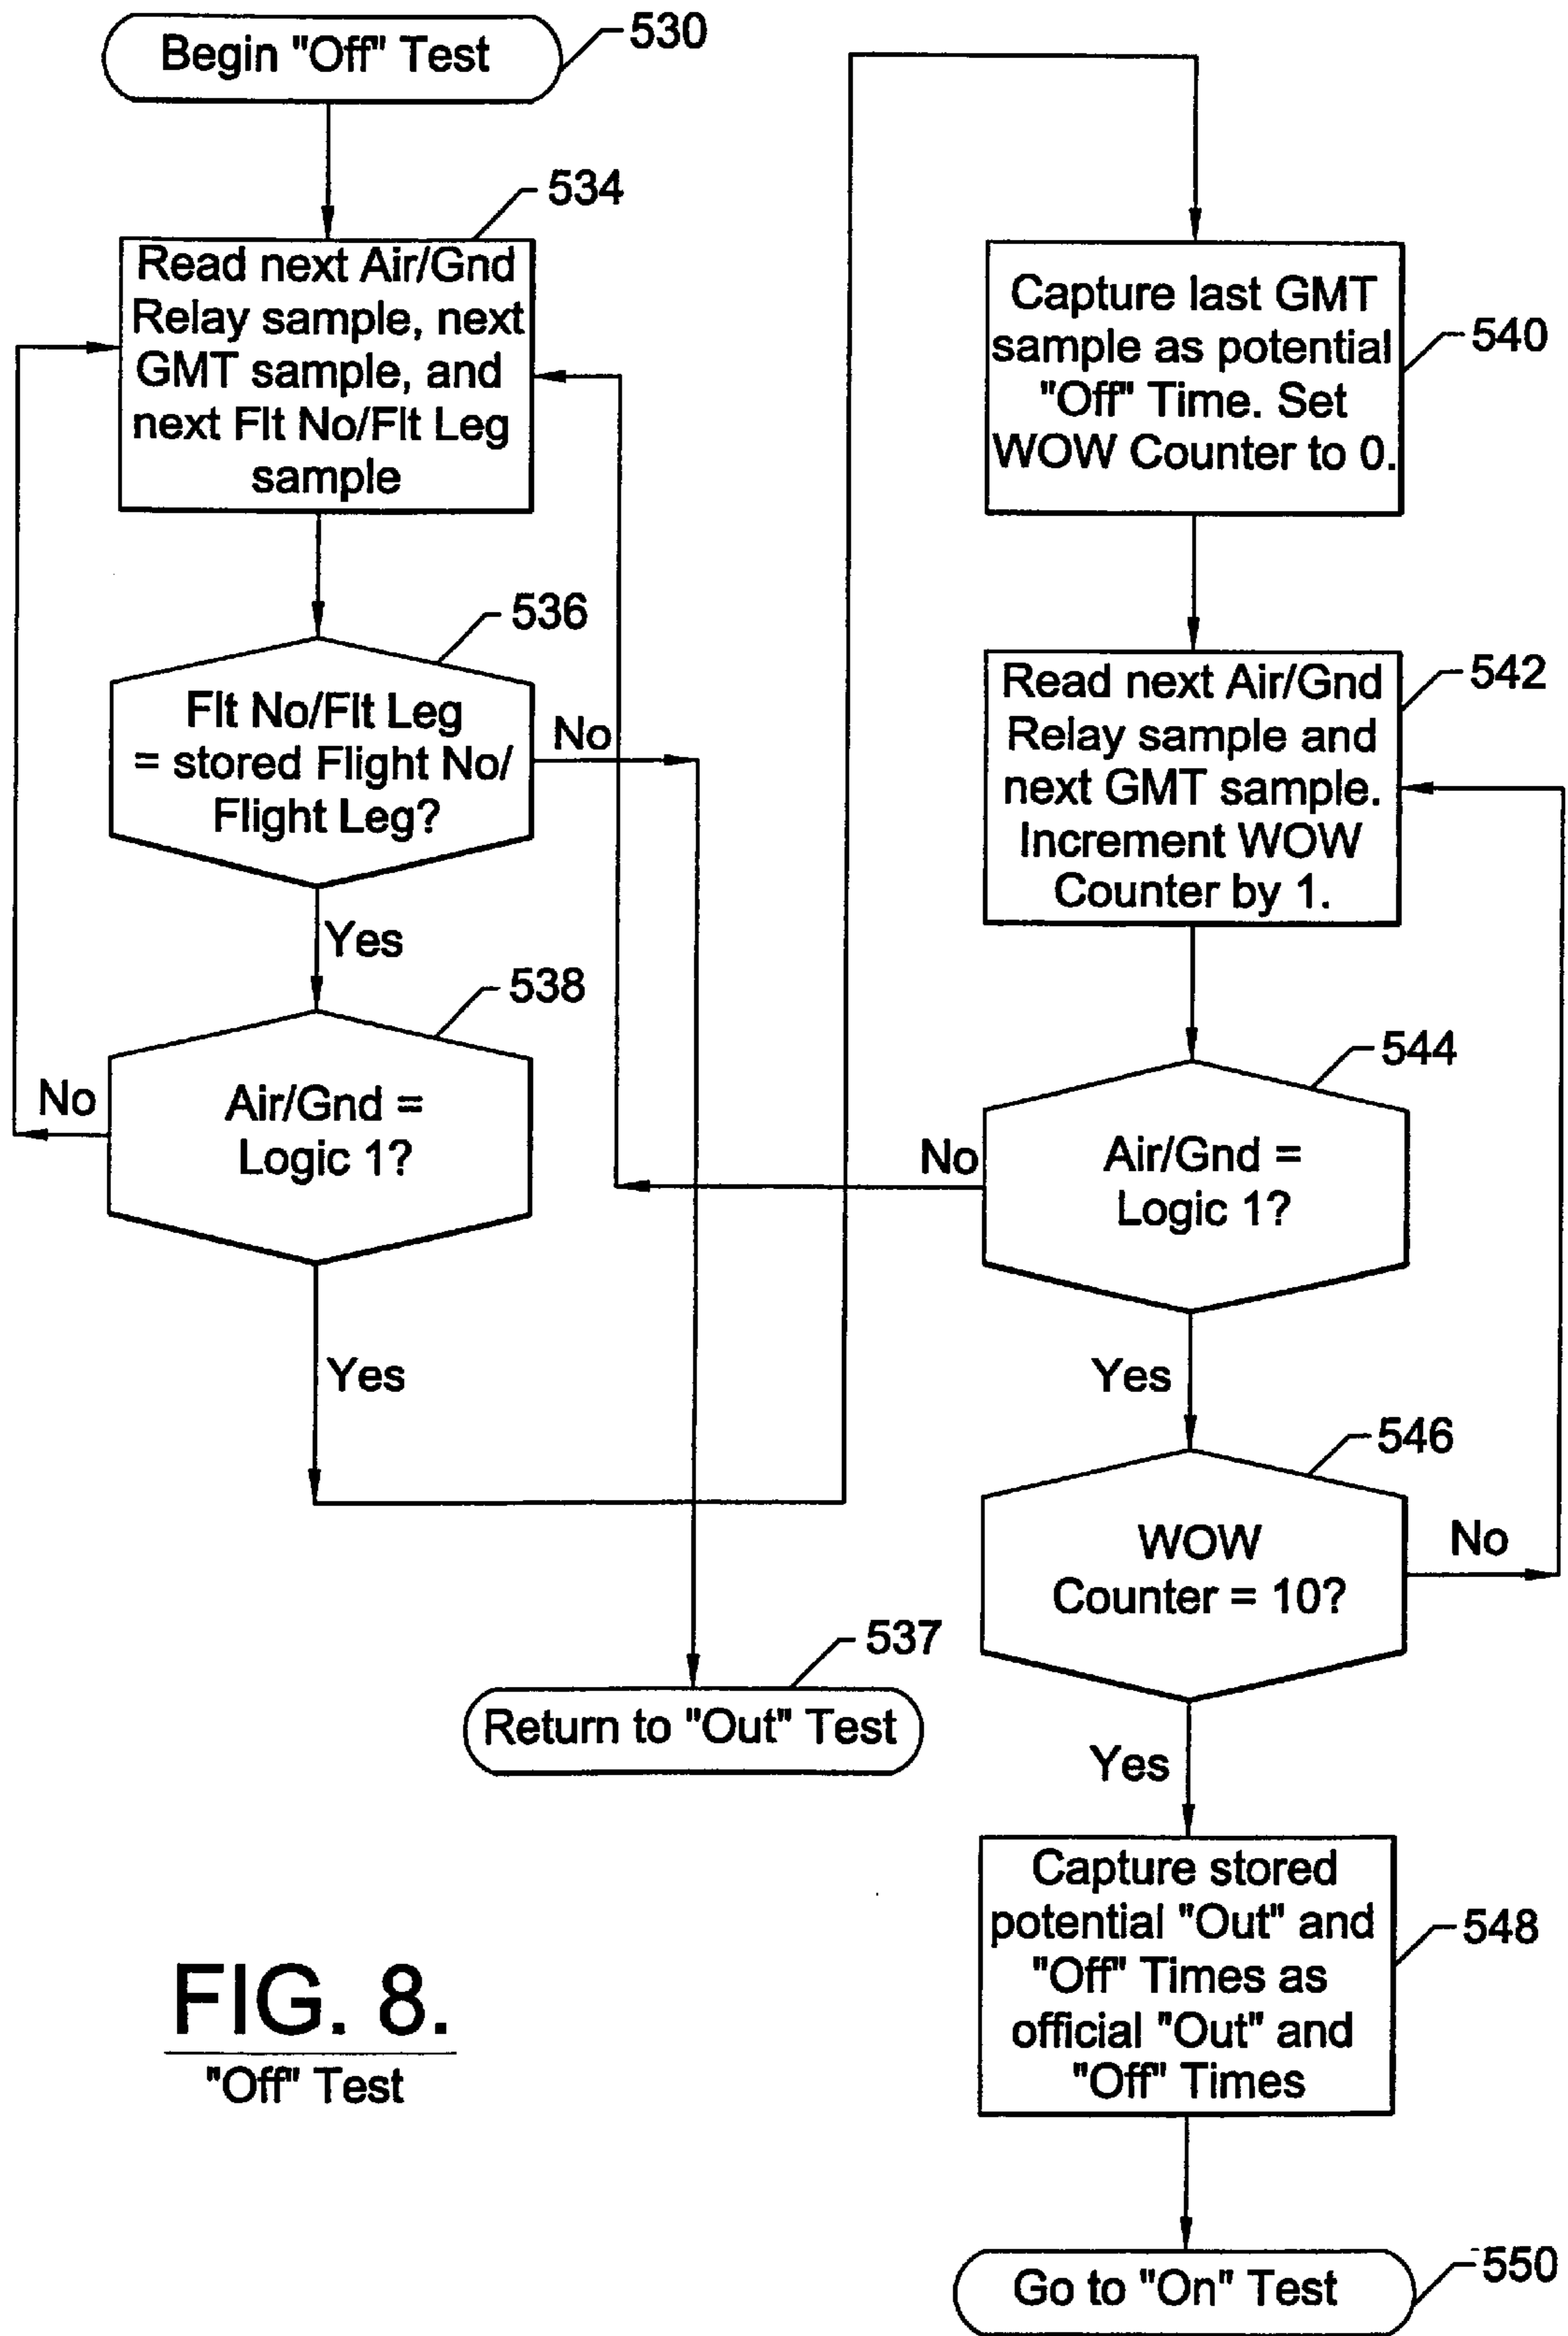 Begin "Off" Test
530
534
Read next Air/Gnd
Relay sample, next
GMT sample, and
next Flt No/Flt Leg
sample
536
Flt No/Flt Leg
= stored Flight No/
Flight Leg?
No
Yes
538
Air/Gnd =
Logic 1?
No
Yes
537
Return to "Out" Test
Capture last GMT
sample as potential
"Off" Time. Set
WOW Counter to 0.
540
Read next Air/Gnd
Relay sample and
next GMT sample.
Increment WOW
Counter by 1.
542
544
Air/Gnd =
Logic 1?
No
Yes
546
WOW
Counter = 10?
No
Yes
Capture stored
potential "Out" and
"Off" Times as
official "Out" and
"Off" Times
548
Go to "On" Test
550
FIG. 8.
"Off" Test